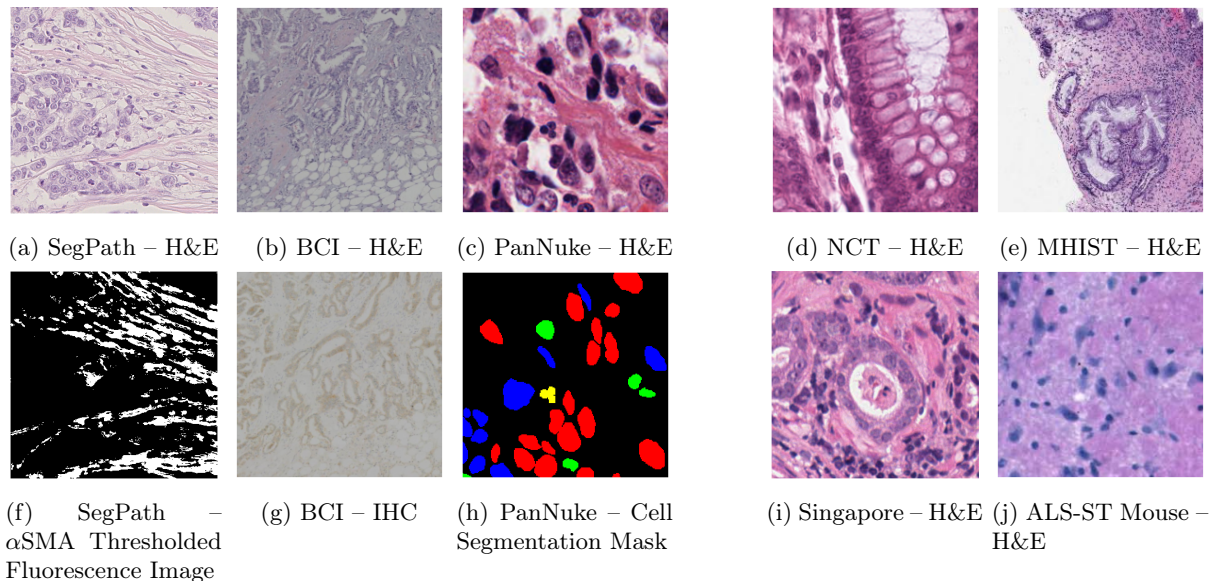 (a) SegPath – H&E
(b) BCI – H&E
(c) PanNuke – H&E
(d) NCT – H&E
(e) MHIST – H&E
(f) SegPath –
αSMA Thresholded
Fluorescence Image
(g) BCI – IHC
(h) PanNuke – Cell
Segmentation Mask
(i) Singapore – H&E
(j) ALS-ST Mouse –
H&E